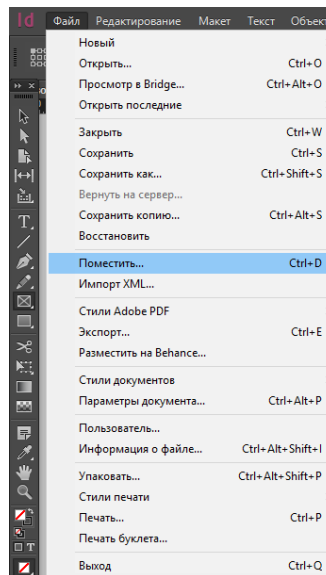 Id Файл Редактирование Макет Текст Объект
Новый
Открыть... Ctrl+O
Просмотр в Bridge... Ctrl+Alt+O
Открыть последние
Закрыть Ctrl+W
Сохранить Ctrl+S
Сохранить как... Ctrl+Shift+S
Вернуть на сервер...
Сохранить копию... Ctrl+Alt+S
Восстановить
Поместить... Ctrl+D
Импорт XML...
Стили Adobe PDF
Экспорт... Ctrl+E
Разместить на Behance...
Стили документов
Параметры документа... Ctrl+Alt+P
Пользователь...
Информация о файле... Ctrl+Alt+Shift+I
Упаковать... Ctrl+Alt+Shift+P
Стили печати
Печать... Ctrl+P
Печать буклета...
Выход Ctrl+Q